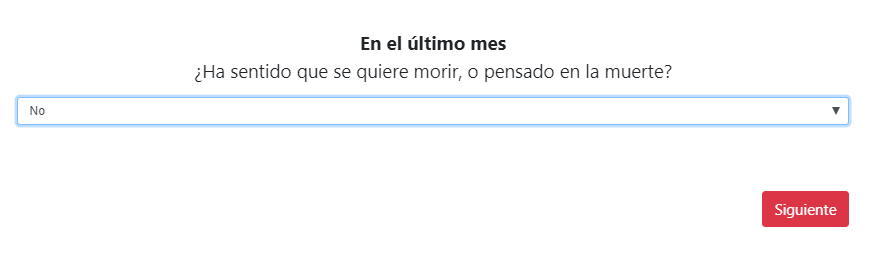 En el último mes
¿Ha sentido que se quiere morir, o pensado en la muerte?
No
Siguiente